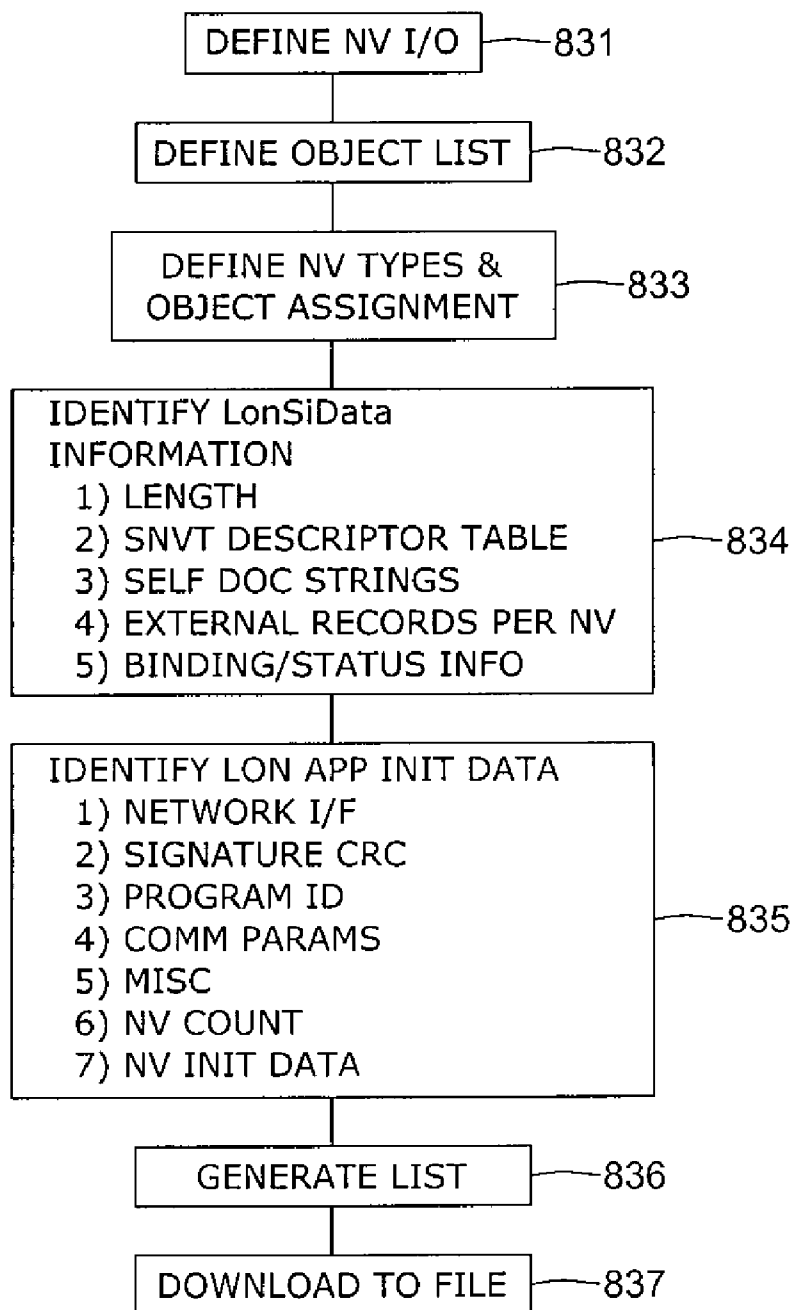 DEFINE NV I/O 831
DEFINE OBJECT LIST 832
DEFINE NV TYPES &
OBJECT ASSIGNMENT 833
IDENTIFY LonSiData
INFORMATION
1) LENGTH
2) SNVT DESCRIPTOR TABLE 834
3) SELF DOC STRINGS
4) EXTERNAL RECORDS PER NV
5) BINDING/STATUS INFO
IDENTIFY LON APP INIT DATA
1) NETWORK I/F
2) SIGNATURE CRC
3) PROGRAM ID
4) COMM PARAMS 835
5) MISC
6) NV COUNT
7) NV INIT DATA
GENERATE LIST 836
DOWNLOAD TO FILE 837